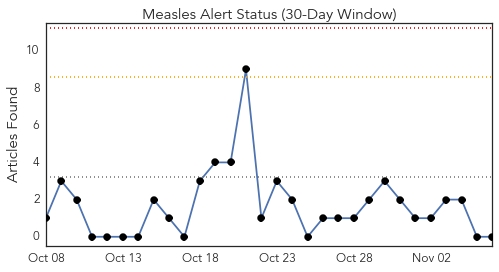 Measles Alert Status (30-Day Window)
Articles Found
10
8
6
4
2
0
Oct 08 Oct 13 Oct 18 Oct 23 Oct 28 Nov 02